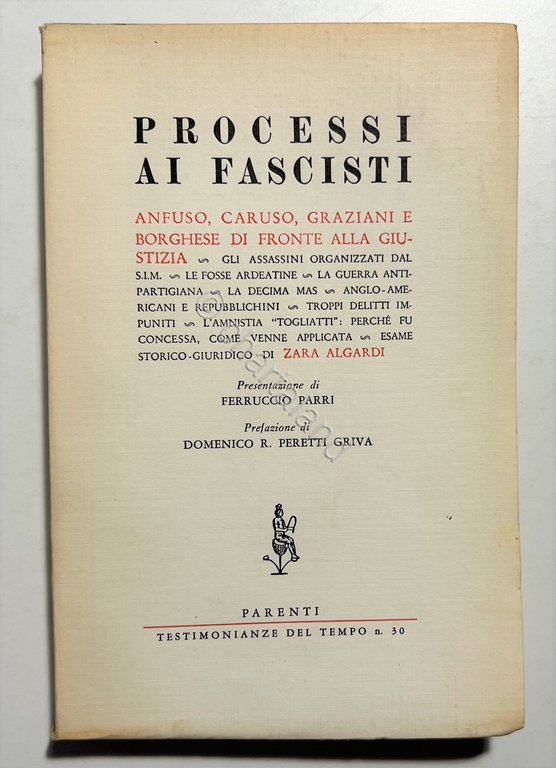 PROCESSI
AI FASCISTI
ANFUSO, CARUSO, GRAZIANI E
BORGHESE DI FRONTE ALLA GIU-
STIZIA ∽ GLI ASSASSINI ORGANIZZATI DAL
S.I.M. ∽ LE FOSSE ARDEATINE ∽ LA GUERRA ANTI-
PARTIGIANA ∽ LA DECIMA MAS ∽ ANGLO-AME-
RICANI E REPUBBLICHINI ∽ TROPPI DELITTI IM-
PUNITI ∽ L'AMNISTIA "TOGLIATTI": PERCHÉ FU
CONCESSA, COME VENNE APPLICATA ∽ ESAME
STORICO-GIURIDICO DI ZARA ALGARDI
Presentazione di
FERRUCCIO PARRI
Prefazione di
DOMENICO R. PERETTI GRIVA
PARENTI
TESTIMONIANZE DEL TEMPO n. 30